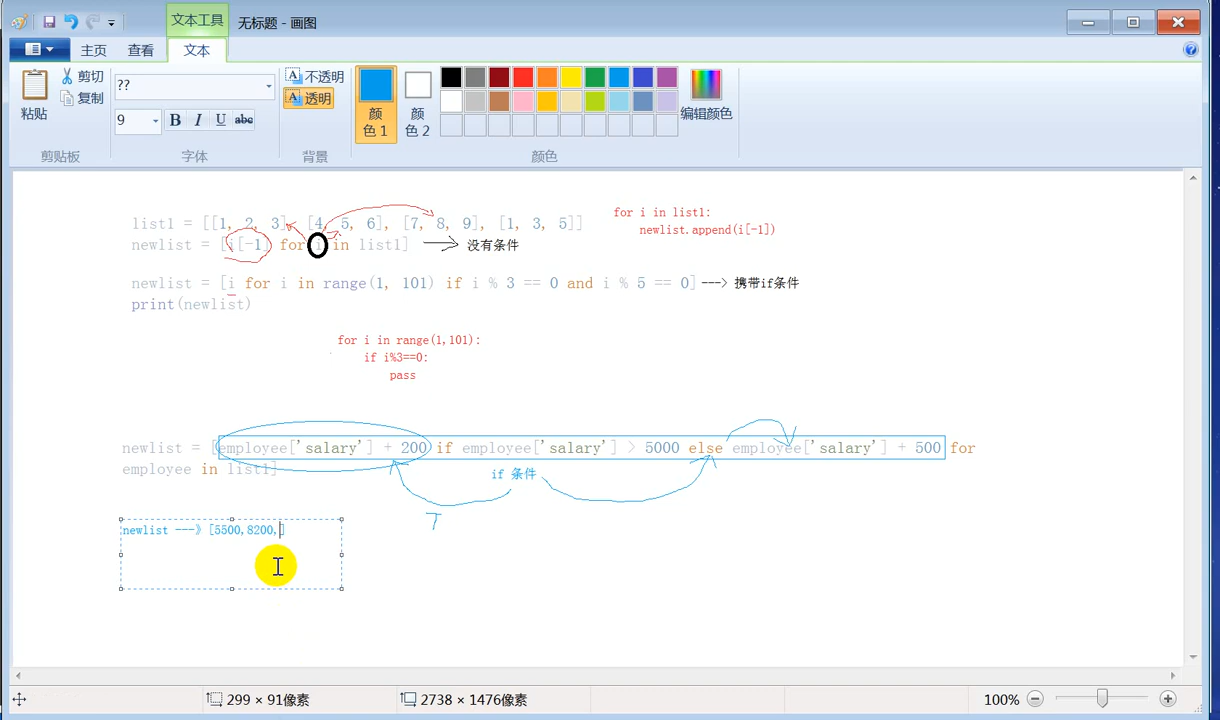 文本工具
无标题 - 画图
主页
查看
文本
粘贴
剪切
复制
剪贴板
??
9
B I U abc
字体
A 不透明
A 透明
背景
颜色 1
颜色 2
编辑颜色
颜色
list1 = [[1, 2, 3], [4, 5, 6], [7, 8, 9], [1, 3, 5]]
newlist = [i[-1] for i in list1]
没有条件
for i in list1:
newlist.append(i[-1])
newlist = [i for i in range(1, 101) if i % 3 == 0 and i % 5 == 0]
---> 携带if条件
print(newlist)
for i in range(1,101):
if i%3==0:
pass
newlist = [employee['salary'] + 200 if employee['salary'] > 5000 else employee['salary'] + 500 for
employee in list1]
if 条件
newlist ---》[5500,8200,]
299 × 91像素
2738 × 1476像素
100%